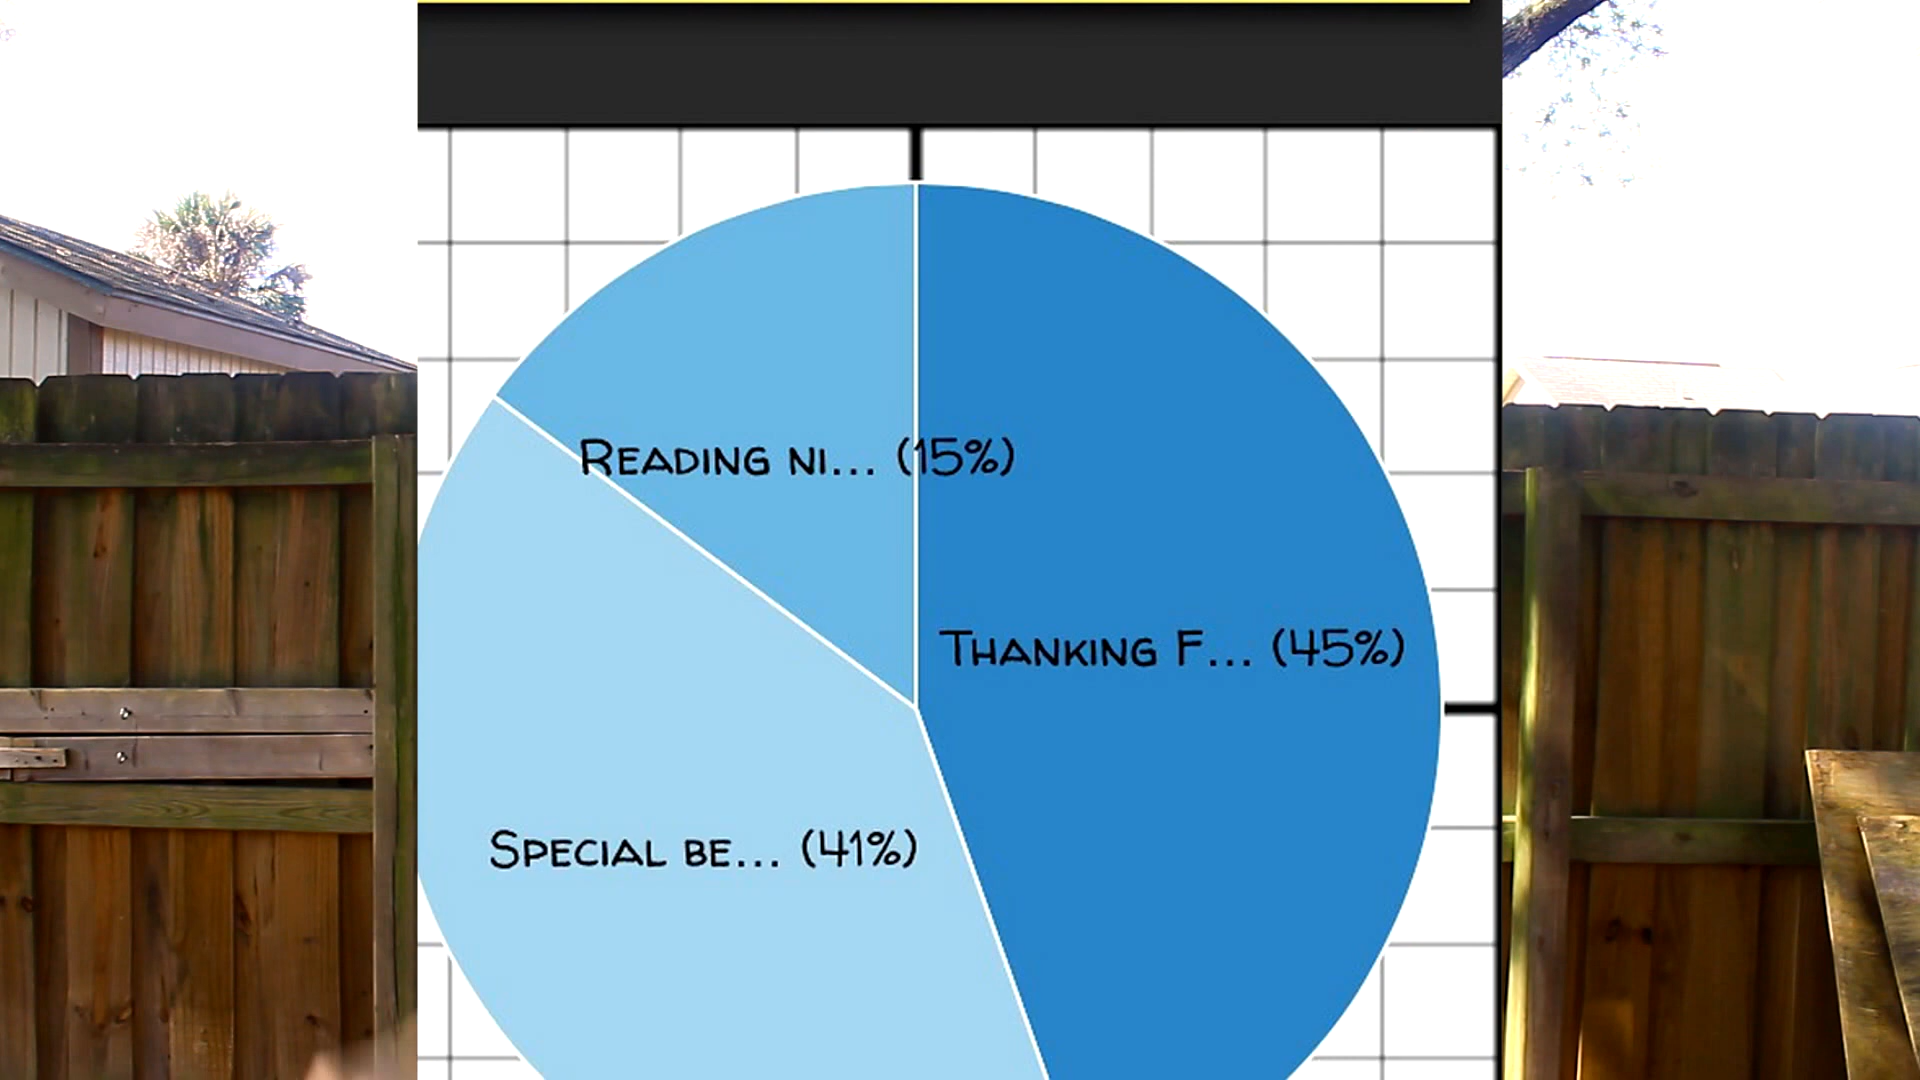 Reading ni... (15%)
Thanking F... (45%)
Special be... (41%)